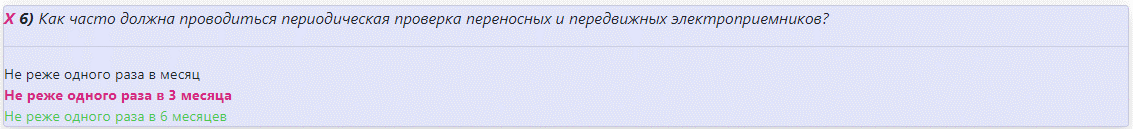 X 6) Как часто должна проводиться периодическая проверка переносных и передвижных электроприемников?
Не реже одного раза в месяц
Не реже одного раза в 3 месяца
Не реже одного раза в 6 месяцев